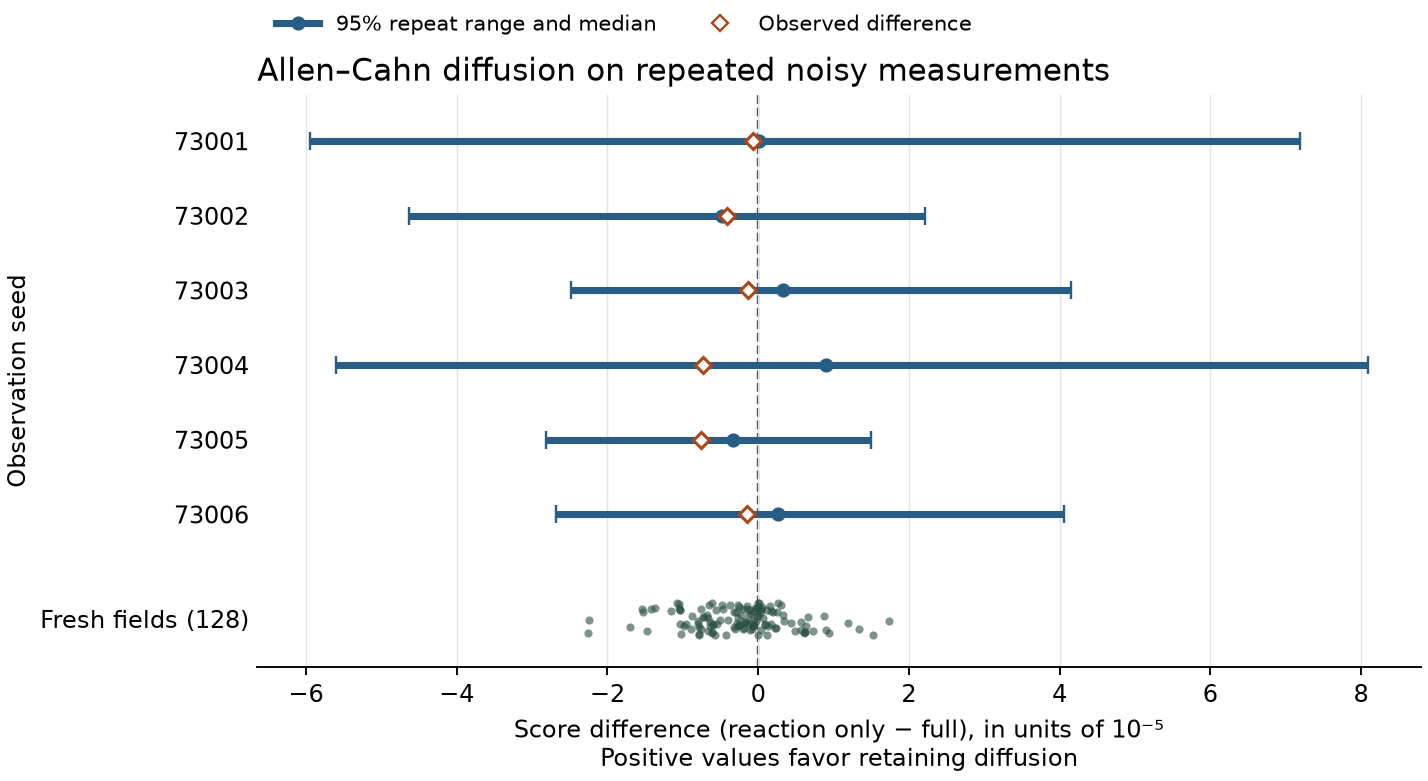 95% repeat range and median
Observed difference
Allen–Cahn diffusion on repeated noisy measurements
Observation seed
73001
73002
73003
73004
73005
73006
Fresh fields (128)
−6 −4 −2 0 2 4 6 8
Score difference (reaction only − full), in units of 10⁻⁵
Positive values favor retaining diffusion